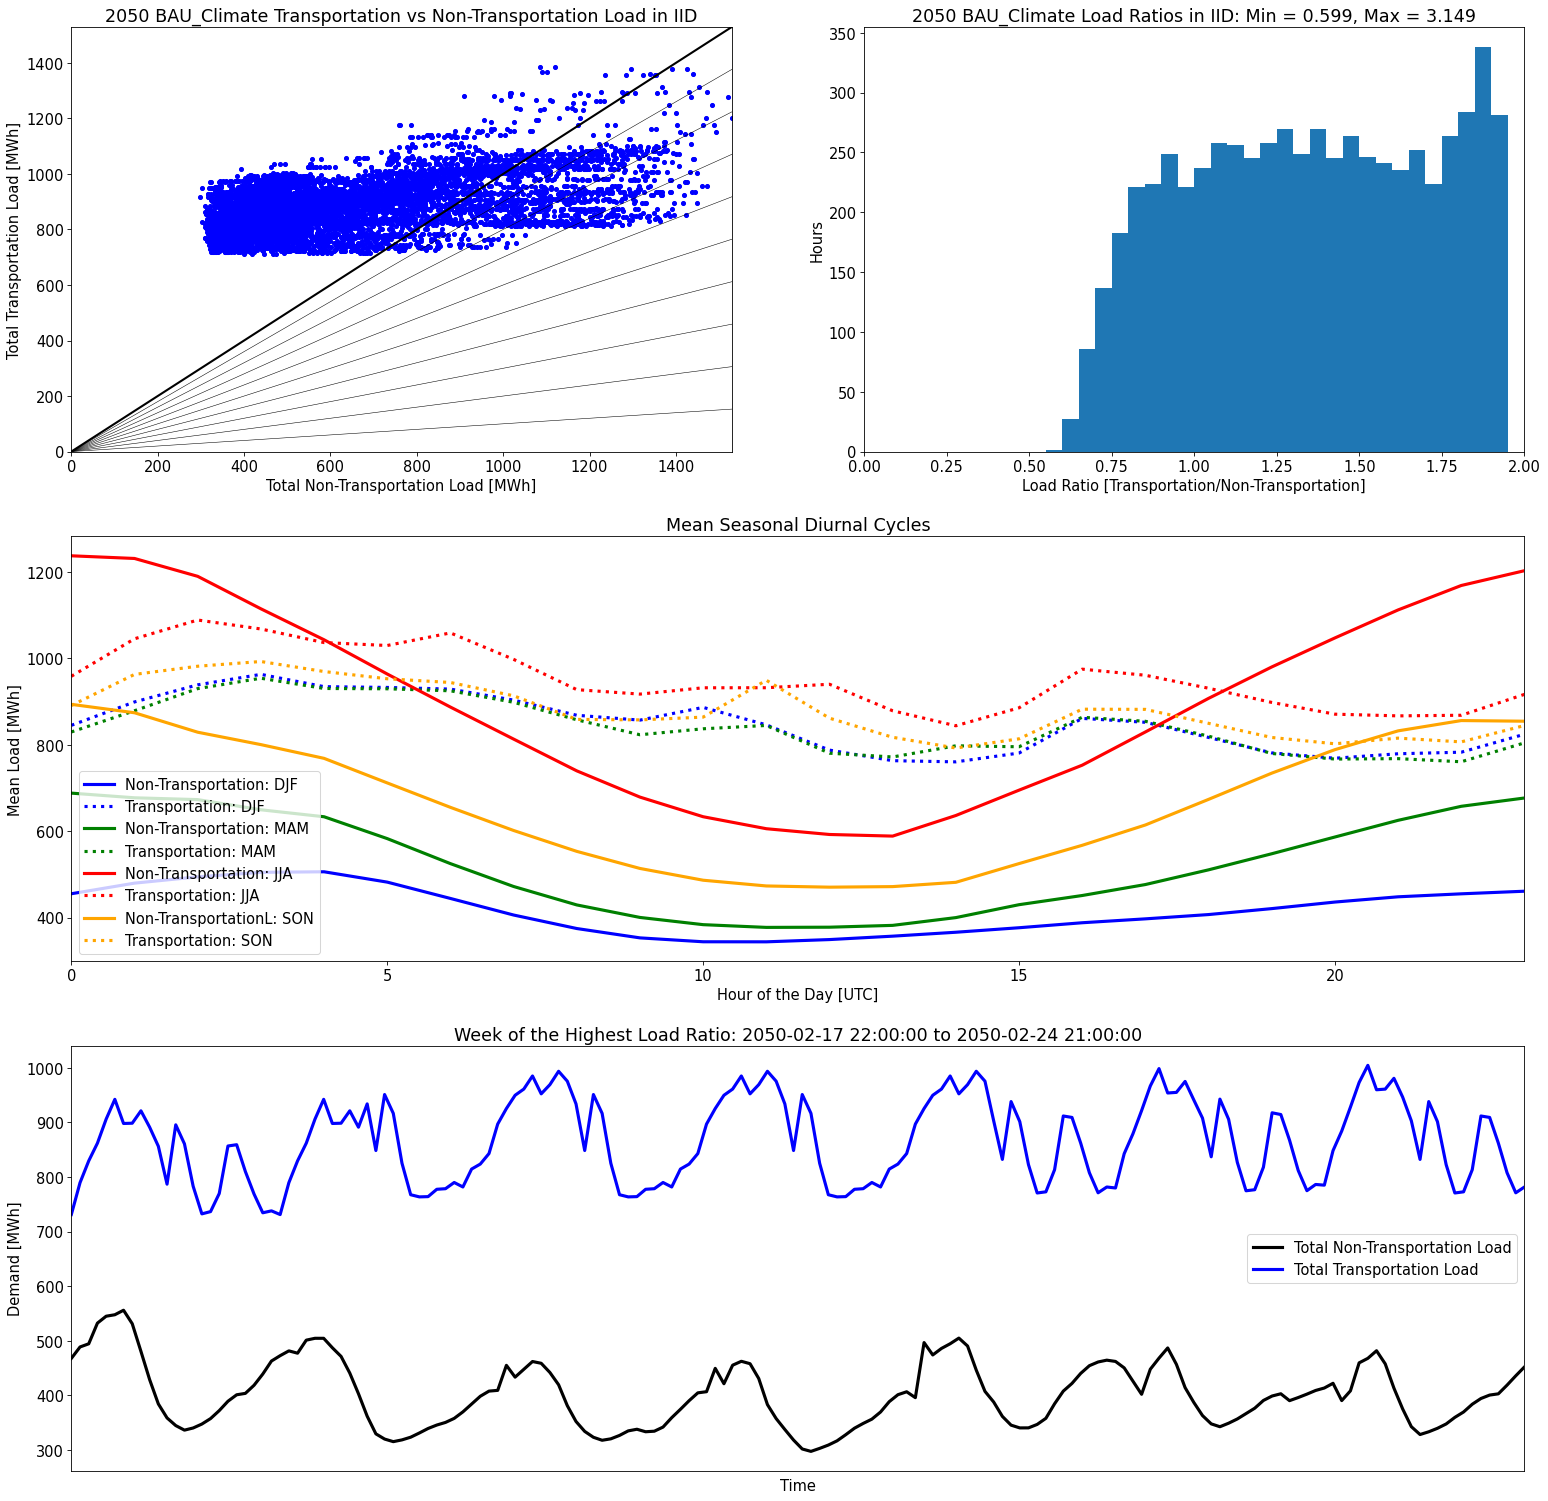 2050 BAU_Climate Transportation vs Non-Transportation Load in IID
Total Transportation Load [MWh]
1400
1200
1000
800
600
400
200
0
0 200 400 600 800 1000 1200 1400
Total Non-Transportation Load [MWh]
2050 BAU_Climate Load Ratios in IID: Min = 0.599, Max = 3.149
Hours
350
300
250
200
150
100
50
0
0.00 0.25 0.50 0.75 1.00 1.25 1.50 1.75 2.00
Load Ratio [Transportation/Non-Transportation]
Mean Seasonal Diurnal Cycles
Mean Load [MWh]
1200
1000
800
600
400
Non-Transportation: DJF
Transportation: DJF
Non-Transportation: MAM
Transportation: MAM
Non-Transportation: JJA
Transportation: JJA
Non-TransportationL: SON
Transportation: SON
0 5 10 15 20
Hour of the Day [UTC]
Week of the Highest Load Ratio: 2050-02-17 22:00:00 to 2050-02-24 21:00:00
Demand [MWh]
1000
900
800
700
600
500
400
300
Total Non-Transportation Load
Total Transportation Load
Time